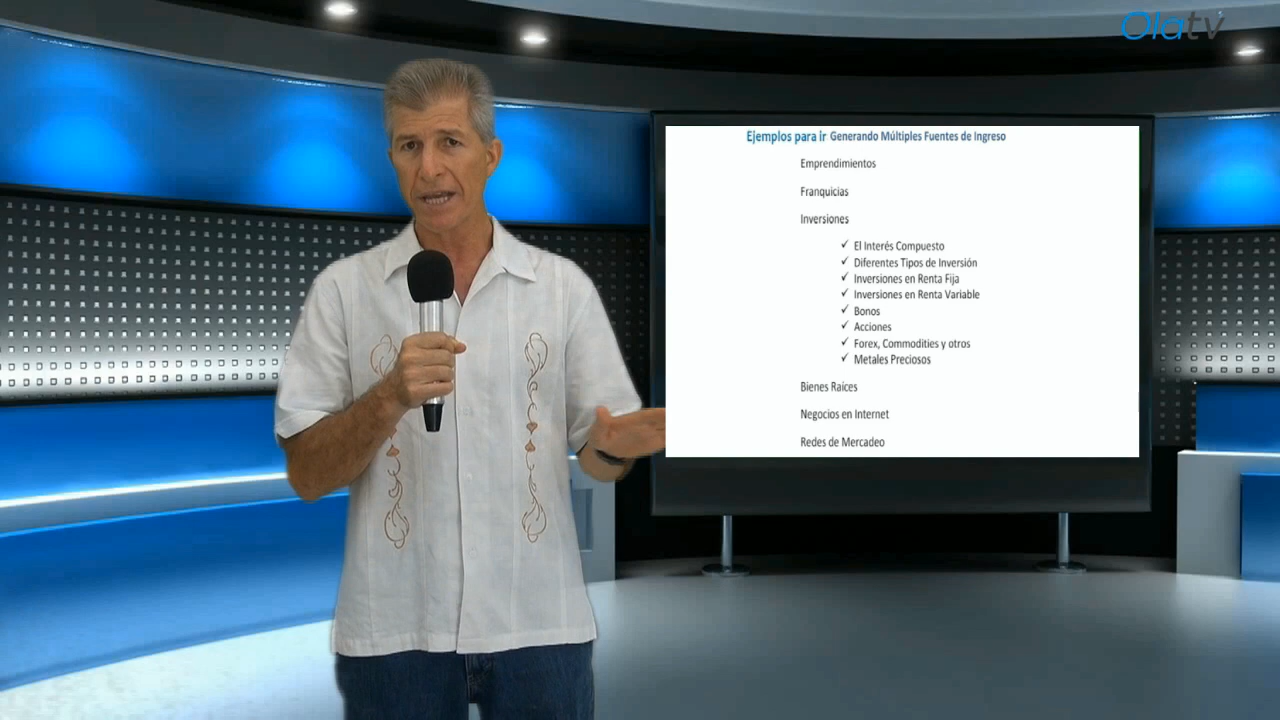 Olatv
Ejemplos para ir Generando Múltiples Fuentes de Ingreso
Emprendimientos
Franquicias
Inversiones
✓ El Interés Compuesto
✓ Diferentes Tipos de Inversión
✓ Inversiones en Renta Fija
✓ Inversiones en Renta Variable
✓ Bonos
✓ Acciones
✓ Forex, Commodities y otros
✓ Metales Preciosos
Bienes Raíces
Negocios en Internet
Redes de Mercadeo